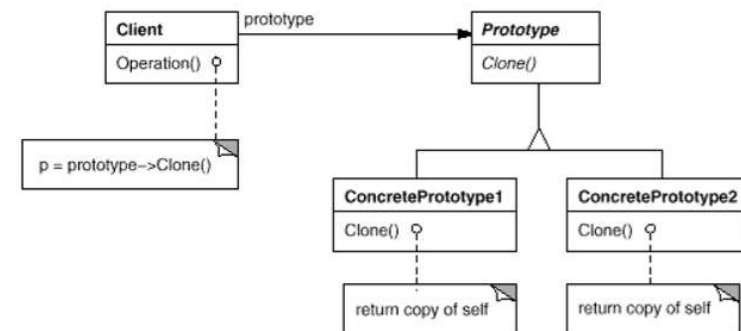 Client
prototype
Prototype
Operation()
Clone()
p = prototype->Clone()
ConcretePrototype1
ConcretePrototype2
Clone()
Clone()
return copy of self
return copy of self